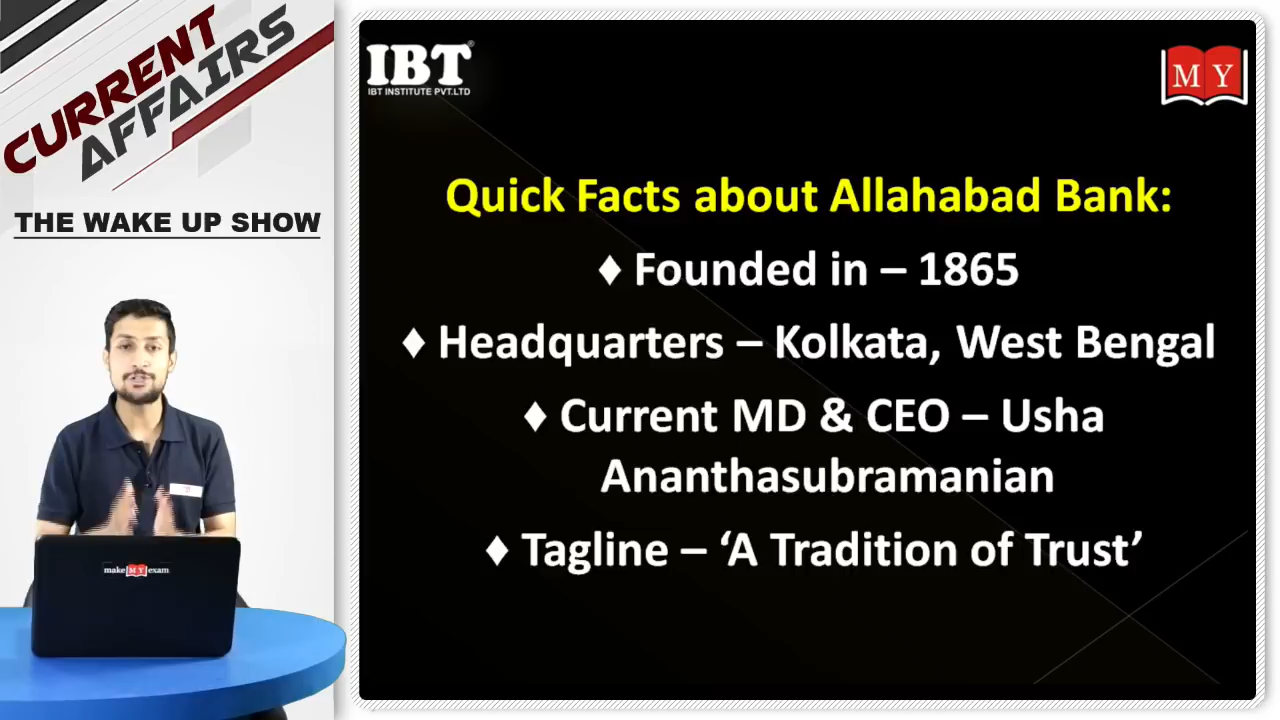 CURRENT
AFFAIRS
THE WAKE UP SHOW
make MY exam
IBT®
IBT INSTITUTE PVT.LTD
M Y
Quick Facts about Allahabad Bank:
♦ Founded in – 1865
♦ Headquarters – Kolkata, West Bengal
♦ Current MD & CEO – Usha
Ananthasubramanian
♦ Tagline – ‘A Tradition of Trust’